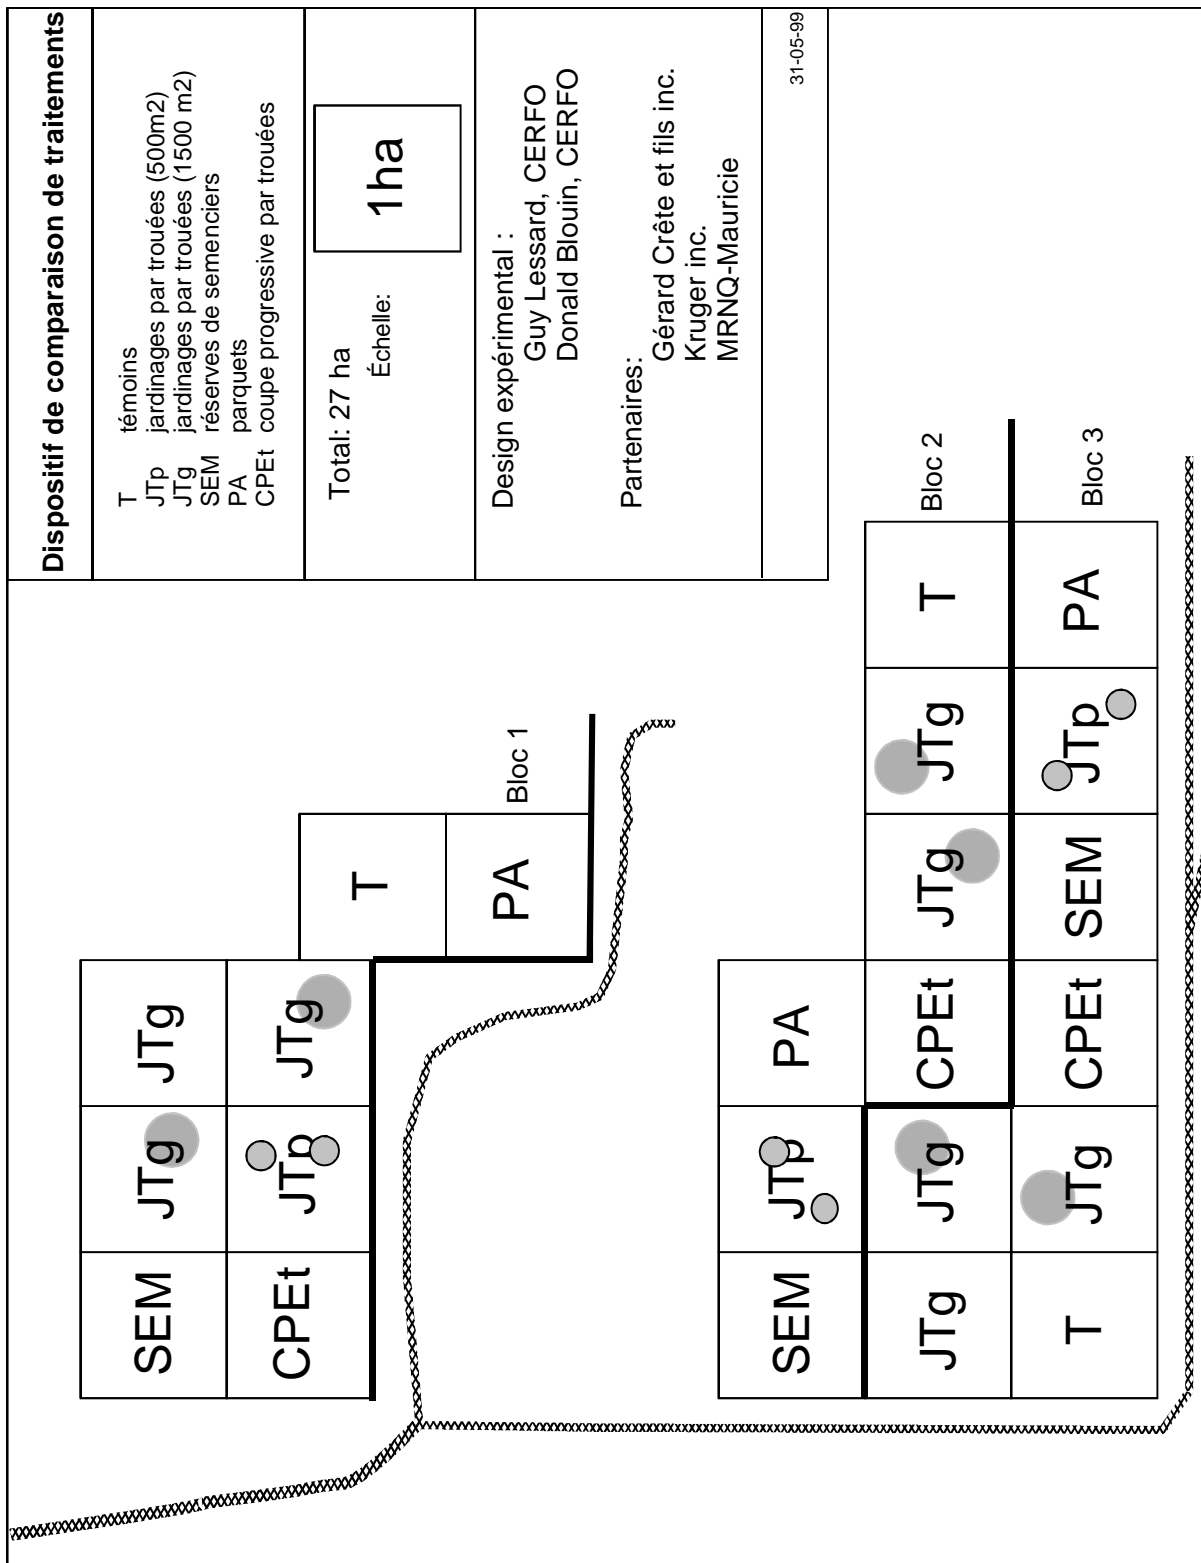 Dispositif de comparaison de traitements
T témoins
JTp jardinages par trouées (500m2)
JTg jardinages par trouées (1500 m2)
SEM réserves de semenciers
PA parquets
CPEt coupe progressive par trouées
Total: 27 ha
Échelle:
1ha
Design expérimental :
Guy Lessard, CERFO
Donald Blouin, CERFO
Partenaires:
Gérard Crête et fils inc.
Kruger inc.
MRNQ-Mauricie
31-05-99
SEM JTg JTg
CPEt JTp JTg
T
PA Bloc 1
SEM JTp PA
JTg JTg CPEt JTg JTg T Bloc 2
T JTg CPEt SEM JTp PA Bloc 3